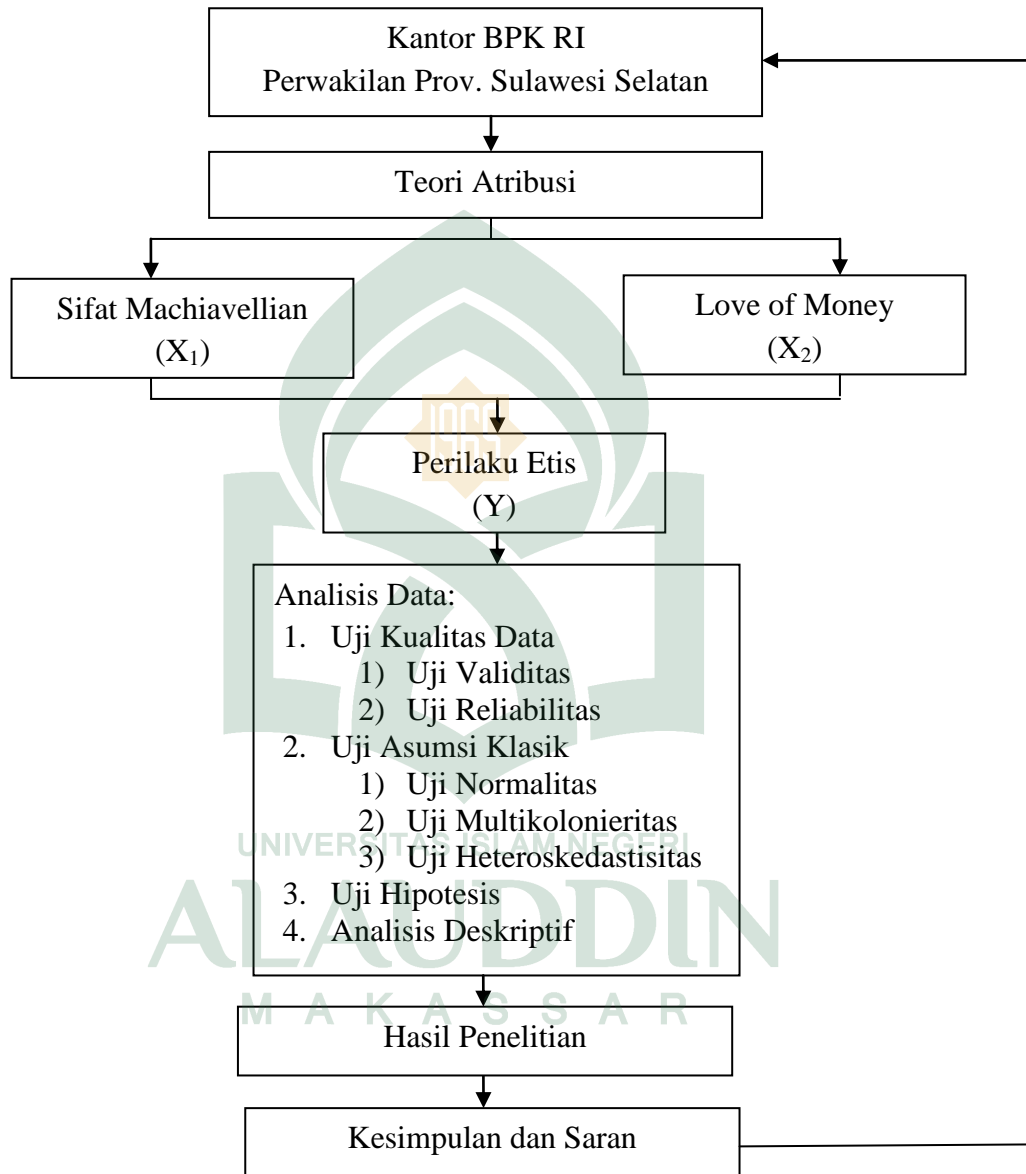 Kantor BPK RI
Perwakilan Prov. Sulawesi Selatan
Teori Atribusi
Sifat Machiavellian
(X₁)
Love of Money
(X₂)
1965
Perilaku Etis
(Y)
Analisis Data:
1. Uji Kualitas Data
1) Uji Validitas
2) Uji Reliabilitas
2. Uji Asumsi Klasik
1) Uji Normalitas
2) Uji Multikolonieritas
UNIVERSITAS ISLAM NEGERI
3) Uji Heteroskedastisitas
3. Uji Hipotesis
4. Analisis Deskriptif
ALAUDDIN
MAKASSAR
Hasil Penelitian
Kesimpulan dan Saran